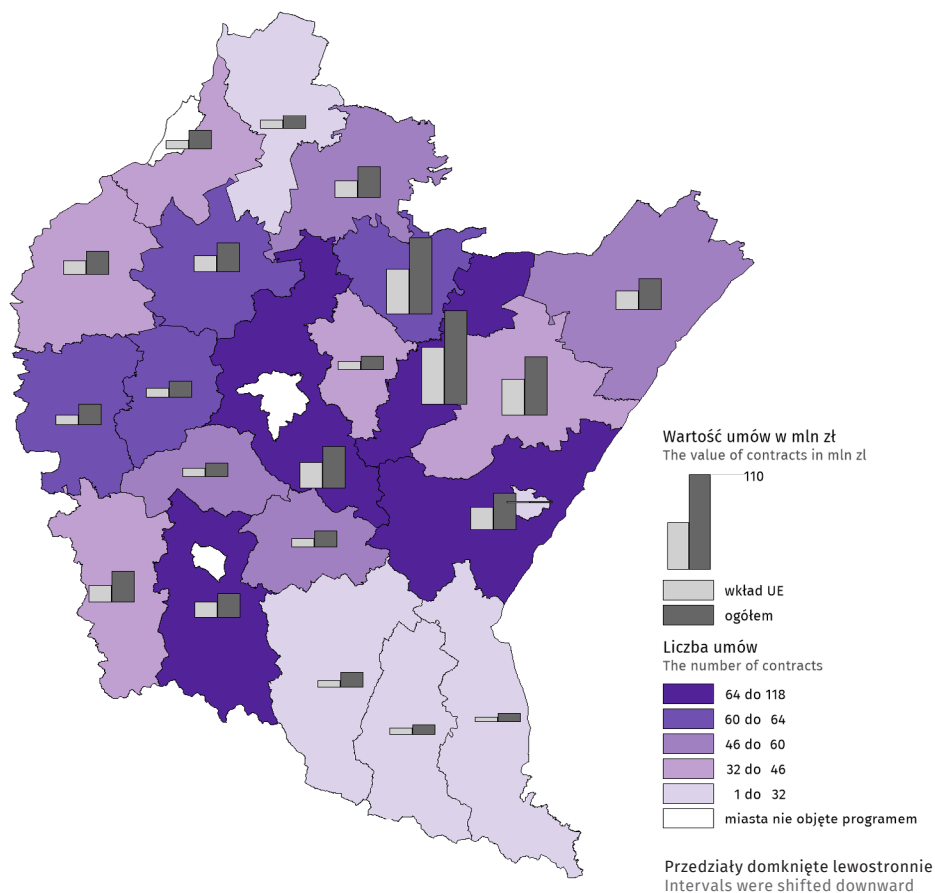 Wartość umów w mln zł
The value of contracts in mln zl
110
wkład UE
ogółem
Liczba umów
The number of contracts
64 do 118
60 do 64
46 do 60
32 do 46
1 do 32
miasta nie objęte programem
Przedziały domknięte lewostronnie
Intervals were shifted downward